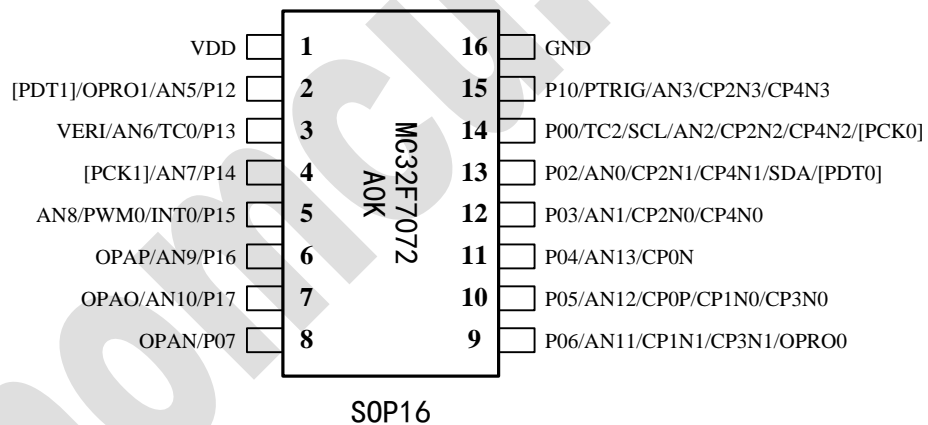 VDD 1 16 GND
[PDT1]/OPRO1/AN5/P12 2 15 P10/PTRIG/AN3/CP2N3/CP4N3
VERI/AN6/TC0/P13 3 14 P00/TC2/SCL/AN2/CP2N2/CP4N2/[PCK0]
[PCK1]/AN7/P14 4 13 P02/AN0/CP2N1/CP4N1/SDA/[PDT0]
AN8/PWM0/INT0/P15 5 12 P03/AN1/CP2N0/CP4N0
OPAP/AN9/P16 6 11 P04/AN13/CP0N
OPAO/AN10/P17 7 10 P05/AN12/CP0P/CP1N0/CP3N0
OPAN/P07 8 9 P06/AN11/CP1N1/CP3N1/OPRO0
MC32F7072
A0K
SOP16